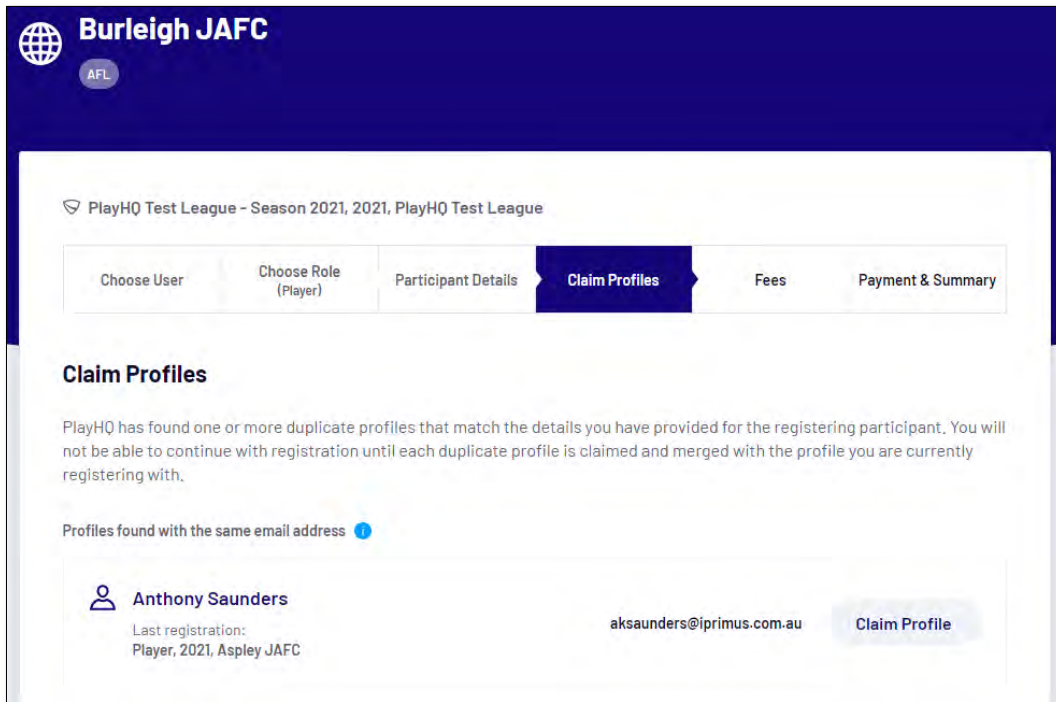 Burleigh JAFC
AFL
PlayHQ Test League - Season 2021, 2021, PlayHQ Test League
Choose User
Choose Role
(Player)
Participant Details
Claim Profiles
Fees
Payment & Summary
Claim Profiles
PlayHQ has found one or more duplicate profiles that match the details you have provided for the registering participant. You will
not be able to continue with registration until each duplicate profile is claimed and merged with the profile you are currently
registering with.
Profiles found with the same email address i
Anthony Saunders
Last registration:
Player, 2021, Aspley JAFC
aksaunders@iprimus.com.au
Claim Profile